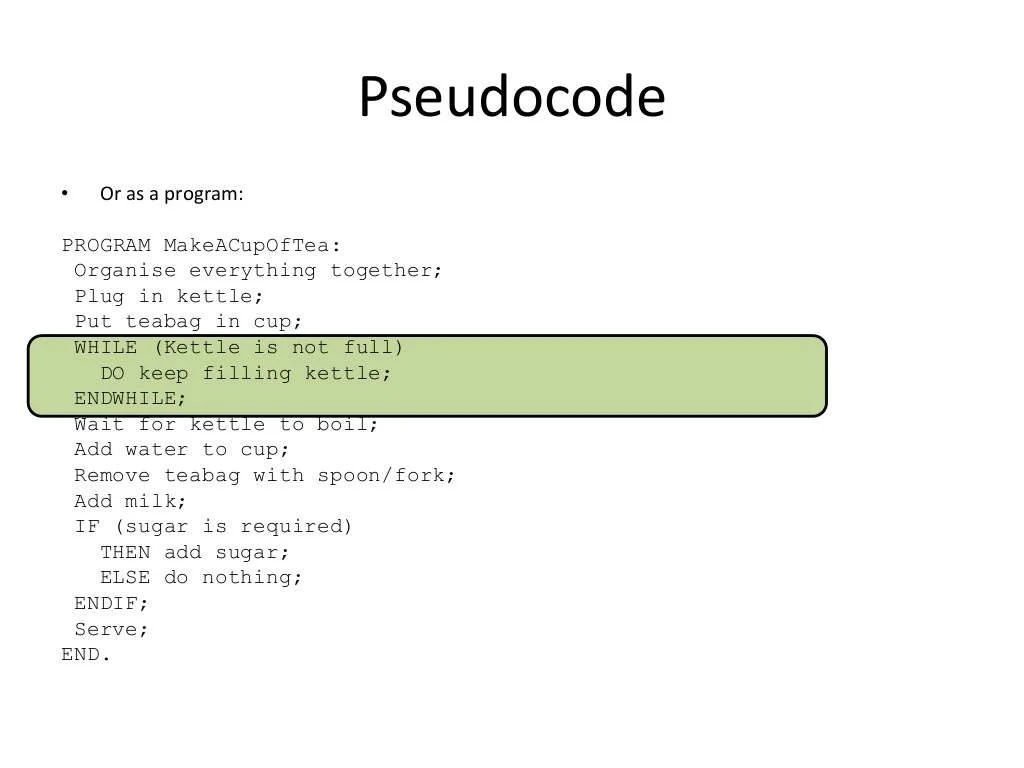 Pseudocode
• Or as a program:
PROGRAM MakeACupOfTea:
Organise everything together;
Plug in kettle;
Put teabag in cup;
WHILE (Kettle is not full)
DO keep filling kettle;
ENDWHILE;
Wait for kettle to boil;
Add water to cup;
Remove teabag with spoon/fork;
Add milk;
IF (sugar is required)
THEN add sugar;
ELSE do nothing;
ENDIF;
Serve;
END.